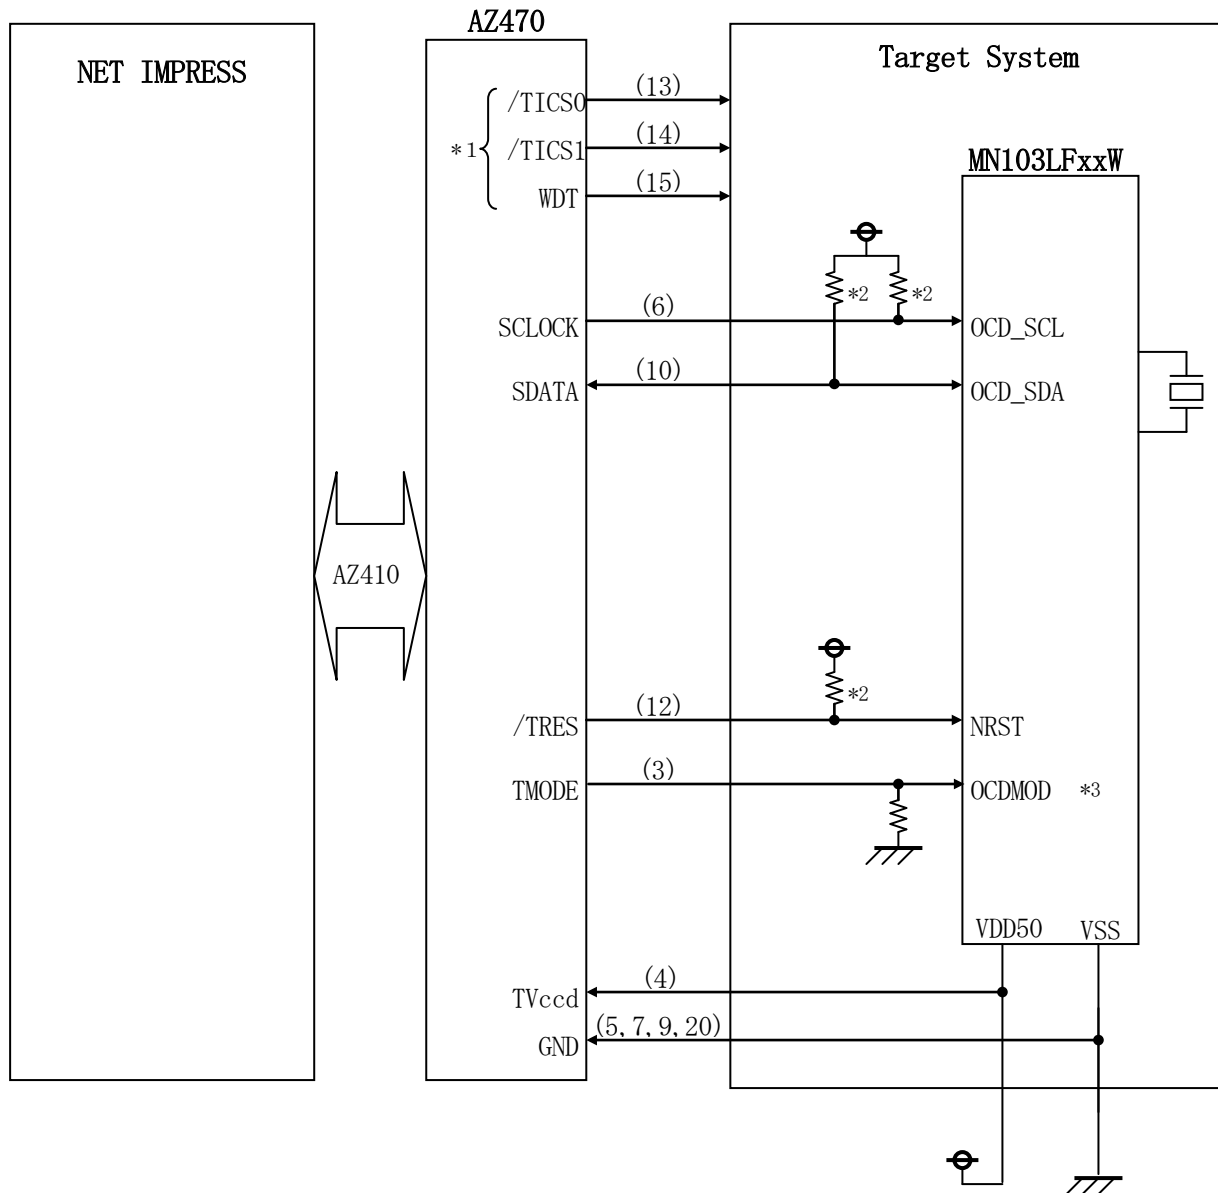 AZ470
NET IMPRESS
Target System
/TICS0
(13)
*1
/TICS1
(14)
WDT
(15)
MN103LFxxW
*2
*2
SCLOCK
(6)
OCD_SCL
SDATA
(10)
OCD_SDA
AZ410
*2
/TRES
(12)
NRST
TMODE
(3)
OCDMOD
*3
VDD50
VSS
TVccd
(4)
GND
(5,7,9,20)